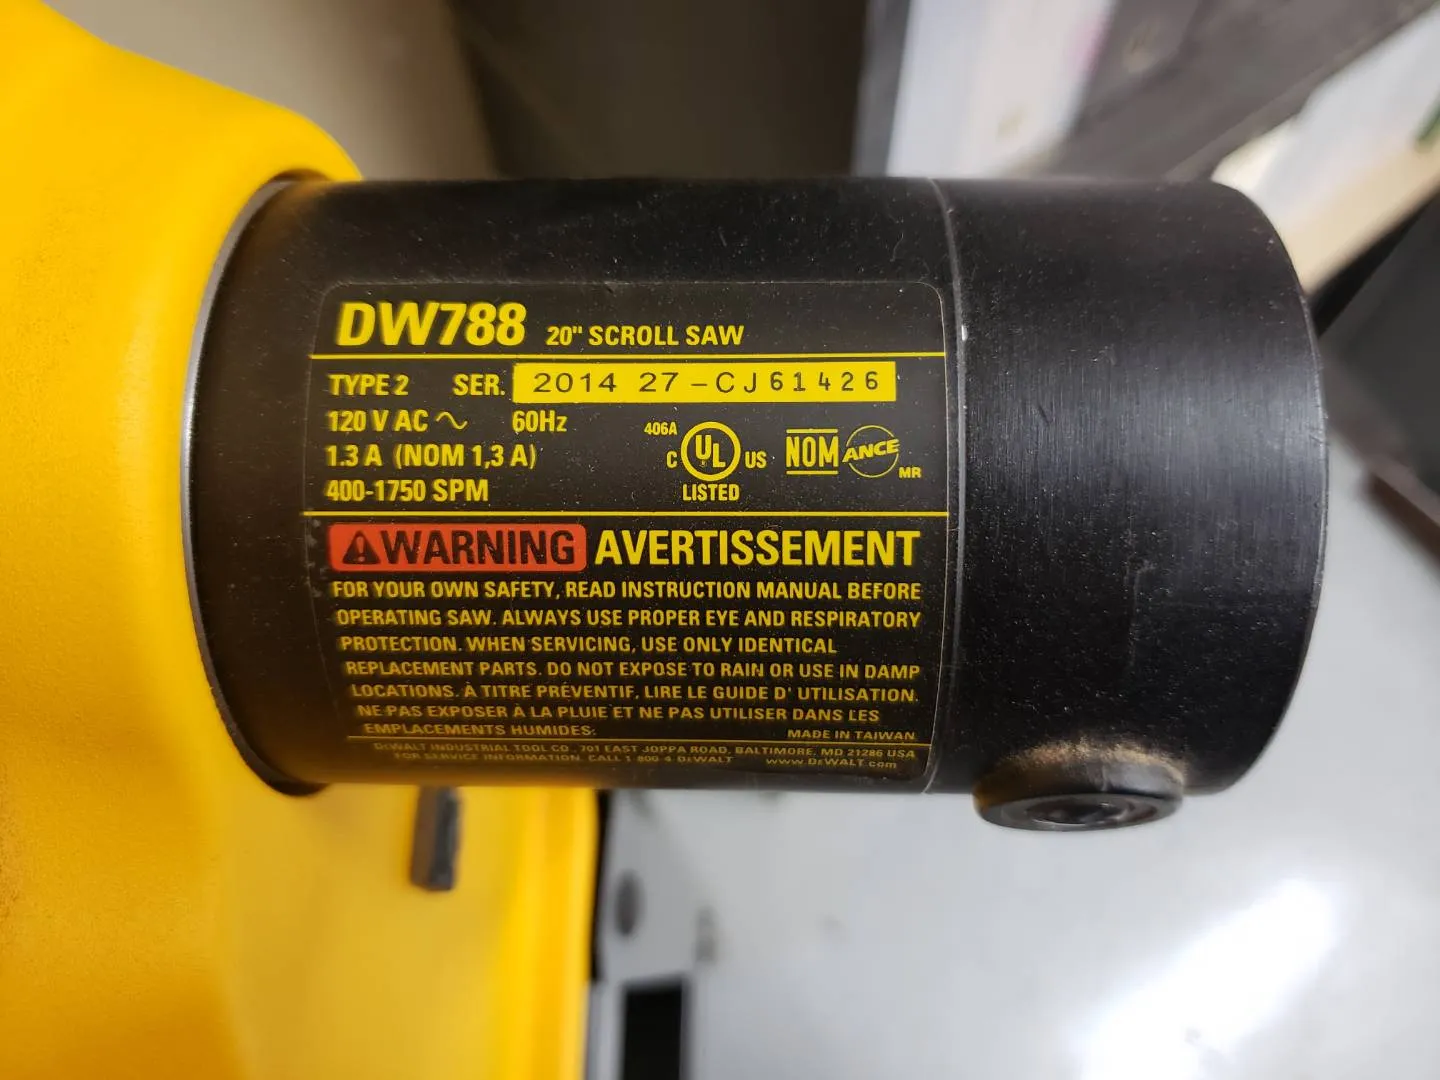 DW788 20" SCROLL SAW
TYPE 2 SER. 2014 27-CJ61426
120 V AC ∿ 60Hz
1.3 A (NOM 1,3 A)
400-1750 SPM
406A
C UL US
LISTED
NOM ANCE MR
⚠WARNING AVERTISSEMENT
FOR YOUR OWN SAFETY, READ INSTRUCTION MANUAL BEFORE
OPERATING SAW. ALWAYS USE PROPER EYE AND RESPIRATORY
PROTECTION. WHEN SERVICING, USE ONLY IDENTICAL
REPLACEMENT PARTS. DO NOT EXPOSE TO RAIN OR USE IN DAMP
LOCATIONS. À TITRE PRÉVENTIF, LIRE LE GUIDE D' UTILISATION.
NE PAS EXPOSER À LA PLUIE ET NE PAS UTILISER DANS LES
EMPLACEMENTS HUMIDES. MADE IN TAIWAN
DEWALT INDUSTRIAL TOOL CO., 701 EAST JOPPA ROAD, BALTIMORE, MD 21286 USA
FOR SERVICE INFORMATION, CALL 1-800-4-DEWALT www.DEWALT.com